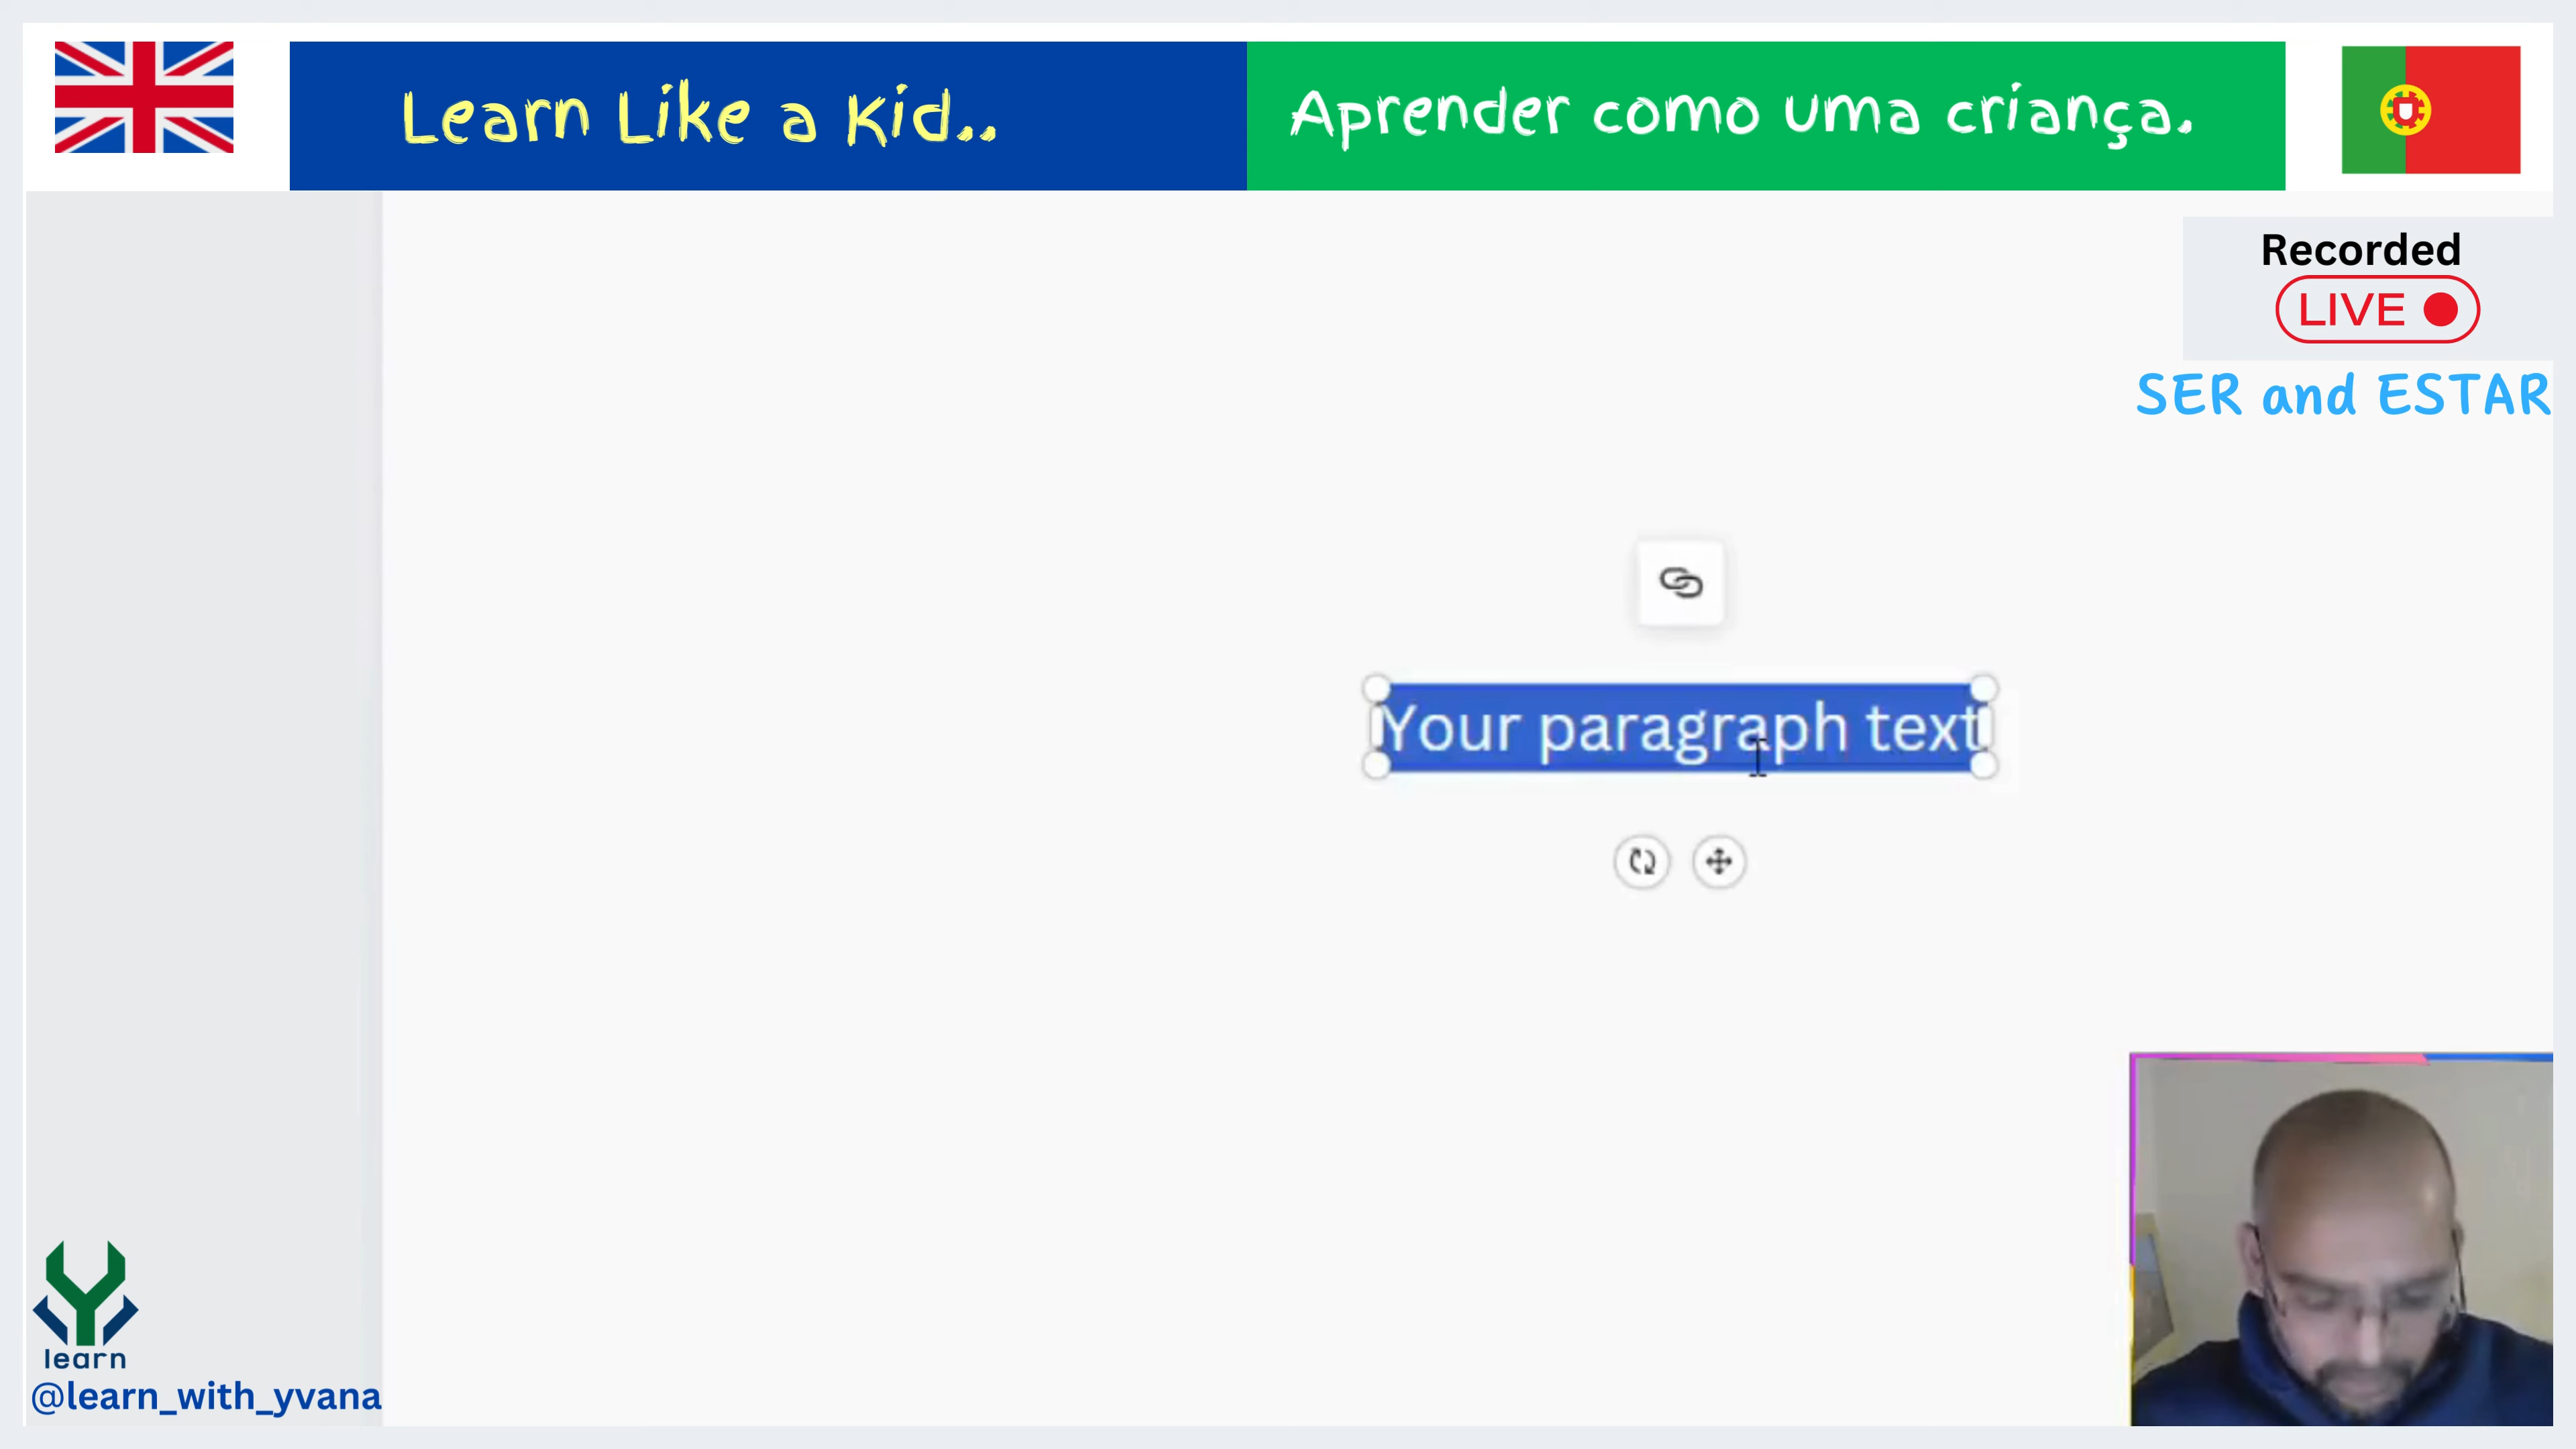 Learn Like a Kid..
Aprender como uma criança.
Recorded
LIVE
SER and ESTAR
Your paragraph text
learn
@learn_with_yvana